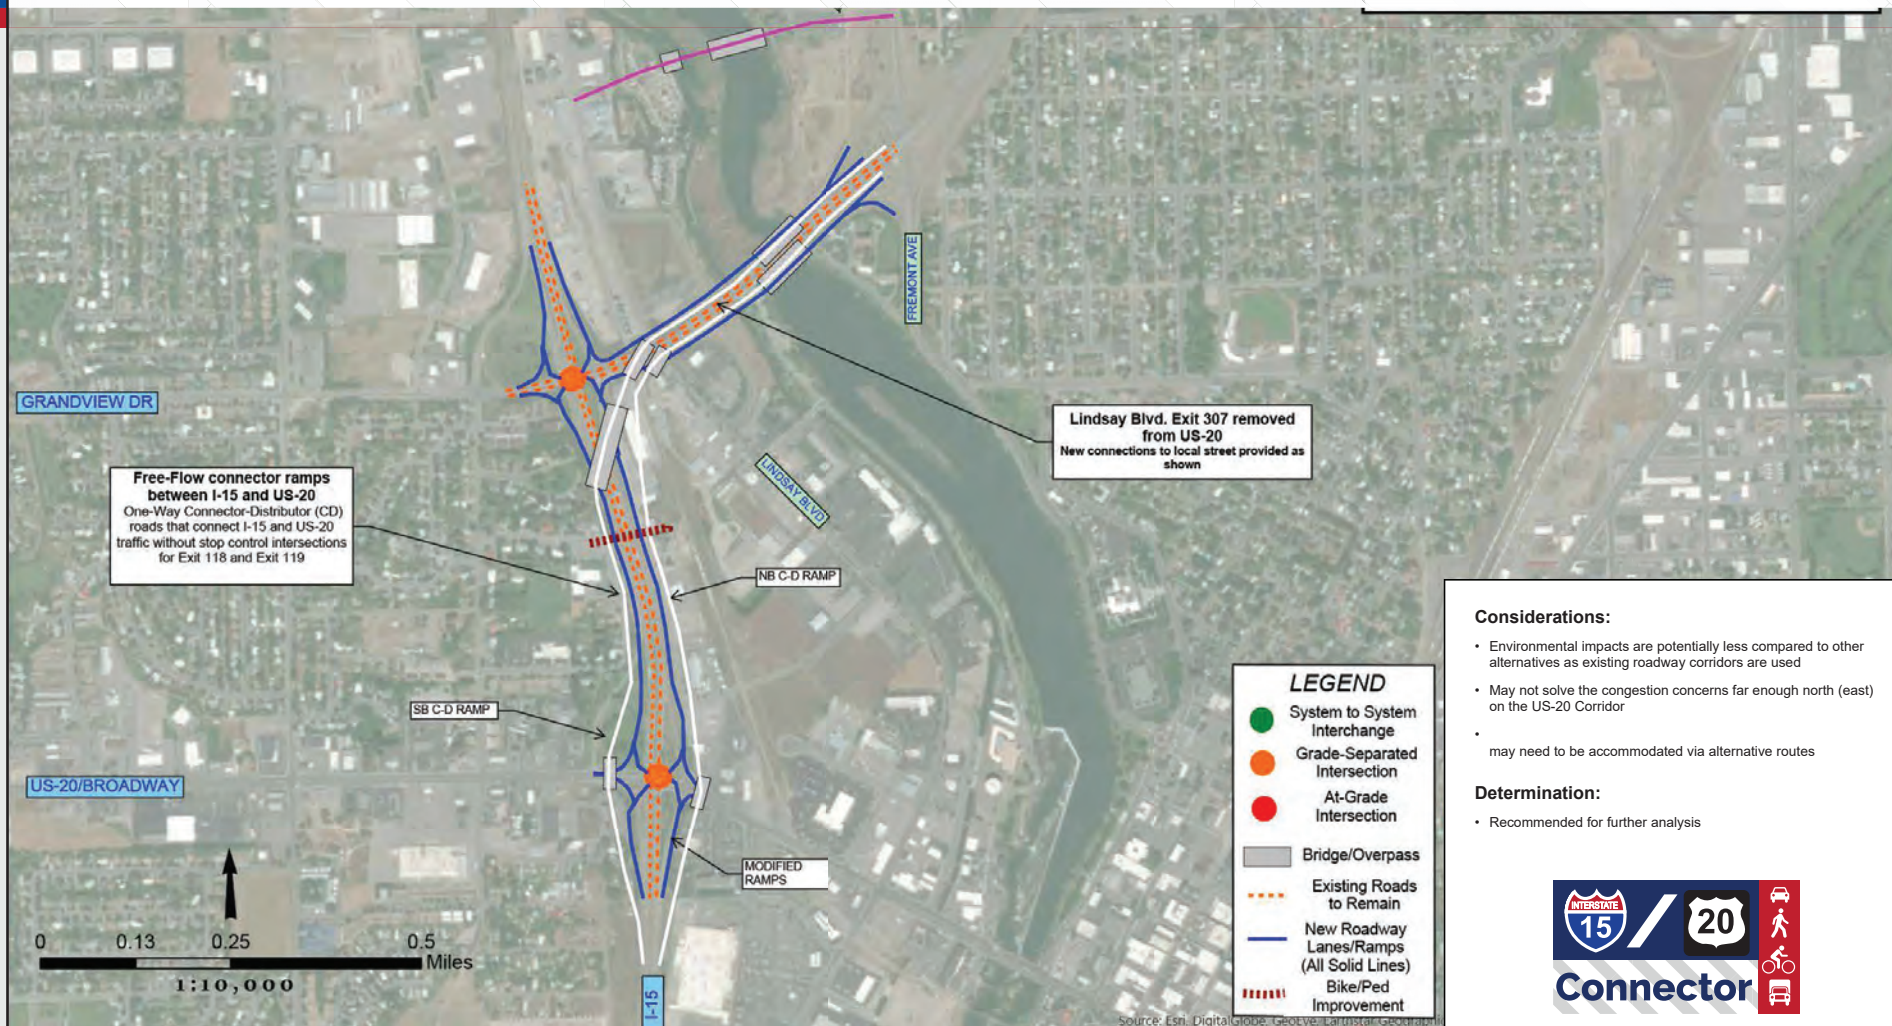 FREMONT AVE
GRANDVIEW DR
Lindsay Blvd. Exit 307 removed
from US-20
New connections to local street provided as
shown
Free-Flow connector ramps
between I-15 and US-20
One-Way Connector-Distributor (CD)
roads that connect I-15 and US-20
traffic without stop control intersections
for Exit 118 and Exit 119
LINDSAY BLVD
NB C-D RAMP
SB C-D RAMP
US-20/BROADWAY
MODIFIED
RAMPS
0 0.13 0.25 0.5
Miles
1:10,000
I-15
LEGEND
System to System
Interchange
Grade-Separated
Intersection
At-Grade
Intersection
Bridge/Overpass
Existing Roads
to Remain
New Roadway
Lanes/Ramps
(All Solid Lines)
Bike/Ped
Improvement
Source: Esri, DigitalGlobe, GeoEye, Earthstar Geographi
Considerations:
• Environmental impacts are potentially less compared to other
alternatives as existing roadway corridors are used
• May not solve the congestion concerns far enough north (east)
on the US-20 Corridor
•
may need to be accommodated via alternative routes
Determination:
• Recommended for further analysis
INTERSTATE
15
20
Connector